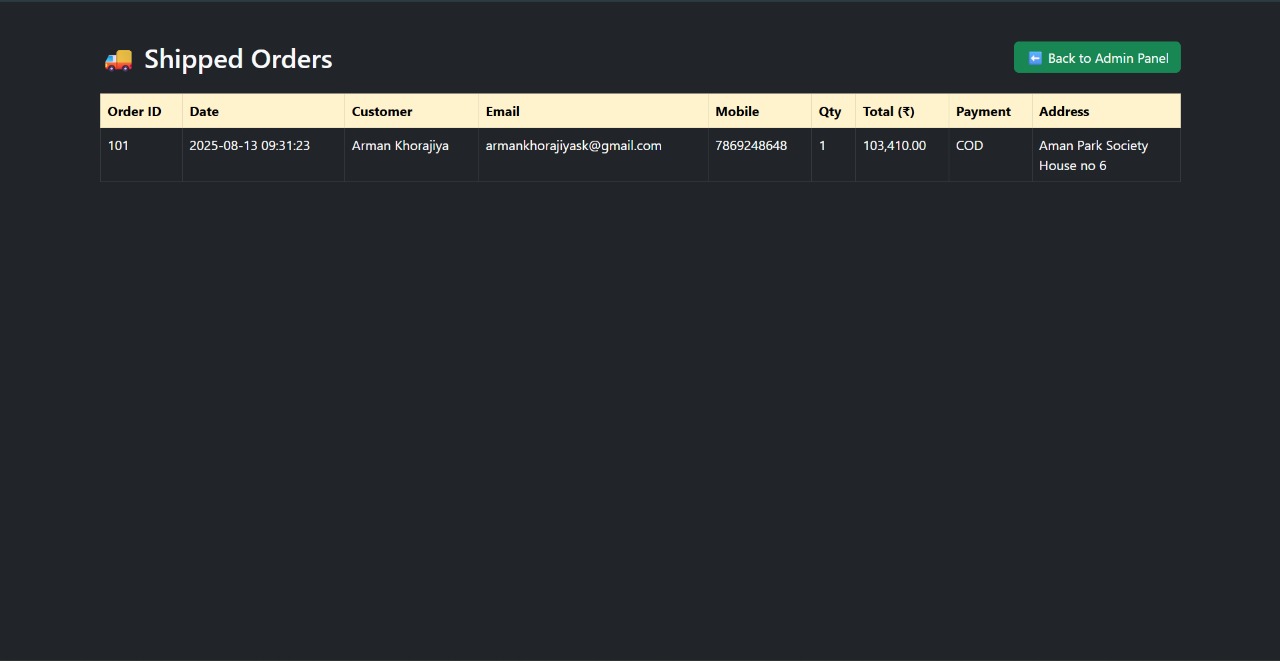 Shipped Orders
Back to Admin Panel
Order ID Date Customer Email Mobile Qty Total (₹) Payment Address
101 2025-08-13 09:31:23 Arman Khorajiya armankhorajiyask@gmail.com 7869248648 1 103,410.00 COD Aman Park Society
House no 6